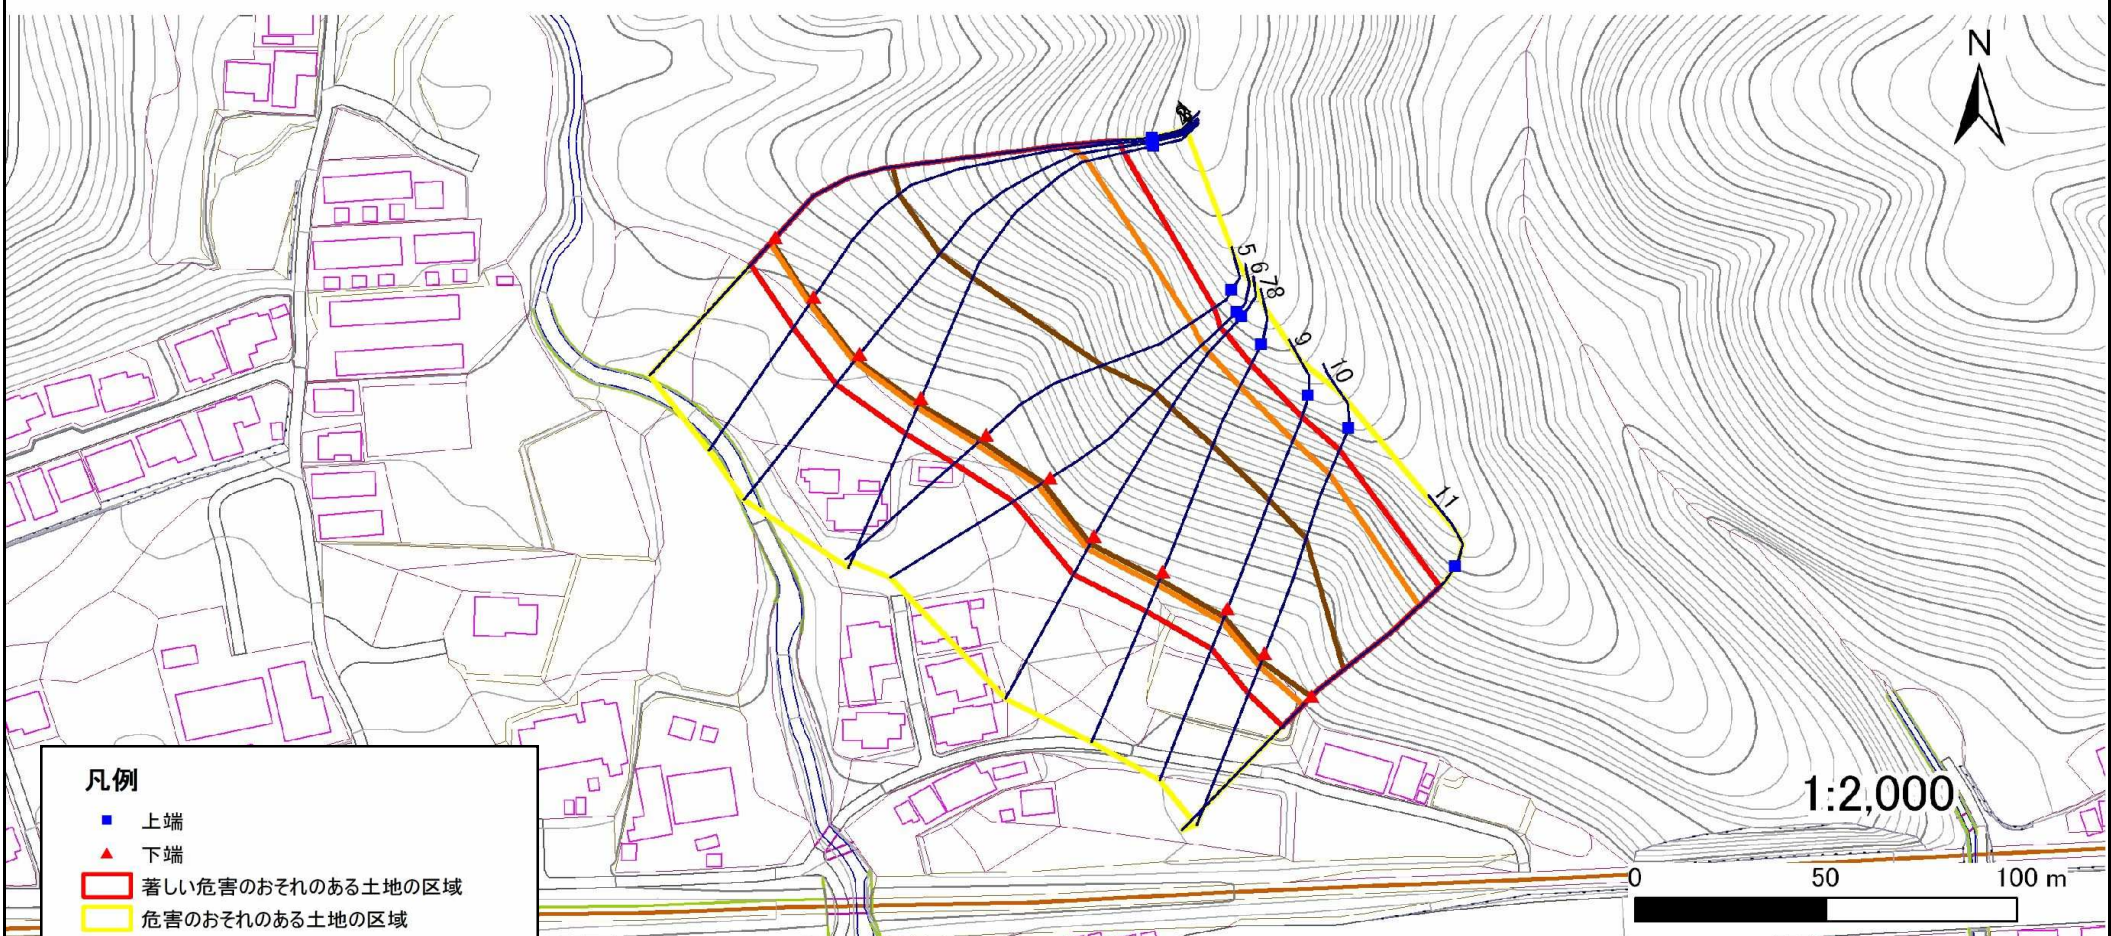 N
5
6
7
8
9
10
11
凡例
上端
下端
著しい危害のおそれのある土地の区域
危害のおそれのある土地の区域
1:2,000
0 50 100 m